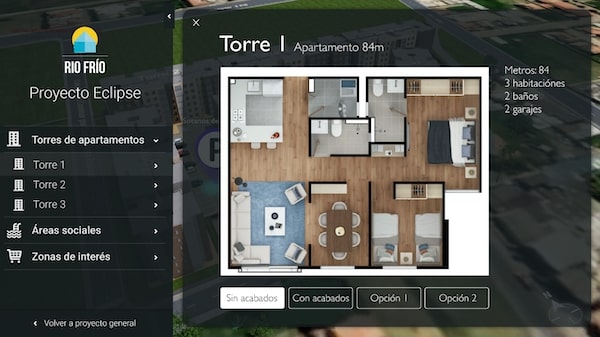 RIO FRÍO
Proyecto Eclipse
Torres de apartamentos
Torre 1
Torre 2
Torre 3
Áreas sociales
Zonas de interés
Volver a proyecto general
Torre 1 Apartamento 84m
Metros: 84
3 habitaciónes
2 baños
2 garajes
Sin acabados
Con acabados
Opción 1
Opción 2